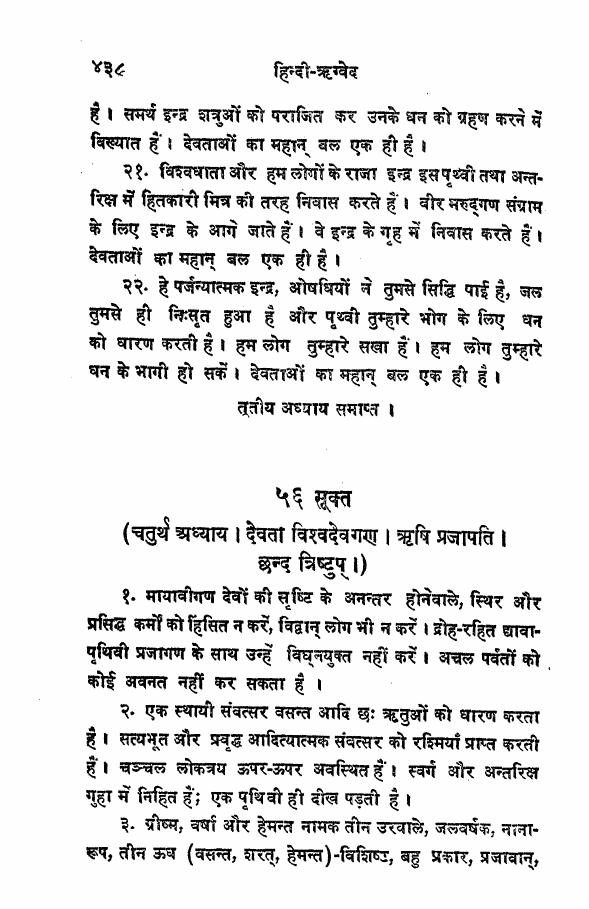 ४३८ हिन्दी-ऋग्वेद
है। समर्थ इन्द्र शत्रुओं को पराजित कर उनके धन को ग्रहण करने में
विख्यात हैं। देवताओं का महान् बल एक ही है।
२१. विश्वधाता और हम लोगों के राजा इन्द्र इस पृथ्वी तथा अन्त-
रिक्ष में हितकारी मित्र की तरह निवास करते हैं। वीर मरुद्गण संग्राम
के लिए इन्द्र के आगे जाते हैं। वे इन्द्र के गृह में निवास करते हैं।
देवताओं का महान् बल एक ही है।
२२. हे पर्जन्यात्मक इन्द्र, ओषधियों ने तुमसे सिद्धि पाई है, जल
तुमसे ही निःसृत हुआ है और पृथ्वी तुम्हारे भोग के लिए धन
को धारण करती है। हम लोग तुम्हारे सखा हैं। हम लोग तुम्हारे
धन के भागी हो सकें। देवताओं का महान् बल एक ही है।
तृतीय अध्याय समाप्त।
५६ सूक्त
(चतुर्थ अध्याय। देवता विश्वदेवगण। ऋषि प्रजापति।
छन्द त्रिष्टुप्।)
१. मायावीगण देवों की सृष्टि के अनन्तर होनेवाले, स्थिर और
प्रसिद्ध कर्मों को हिंसित न करें, विद्वान् लोग भी न करें। द्रोह-रहित द्यावा-
पृथिवी प्रजागण के साथ उन्हें विघ्नयुक्त नहीं करें। अचल पर्वतों को
कोई अवनत नहीं कर सकता है।
२. एक स्थायी संवत्सर वसन्त आदि छः ऋतुओं को धारण करता
है। सत्यभूत और प्रवृद्ध आदित्यात्मक संवत्सर को रश्मियाँ प्राप्त करती
हैं। चञ्चल लोकत्रय ऊपर-ऊपर अवस्थित हैं। स्वर्ग और अन्तरिक्ष
गुहा में निहित हैं; एक पृथिवी ही दीख पड़ती है।
३. ग्रीष्म, वर्षा और हेमन्त नामक तीन उरवाले, जलवर्षक, नाना-
रूप, तीन ऊध (वसन्त, शरत्, हेमन्त)-विशिष्ट, बहु प्रकार, प्रजावान्,